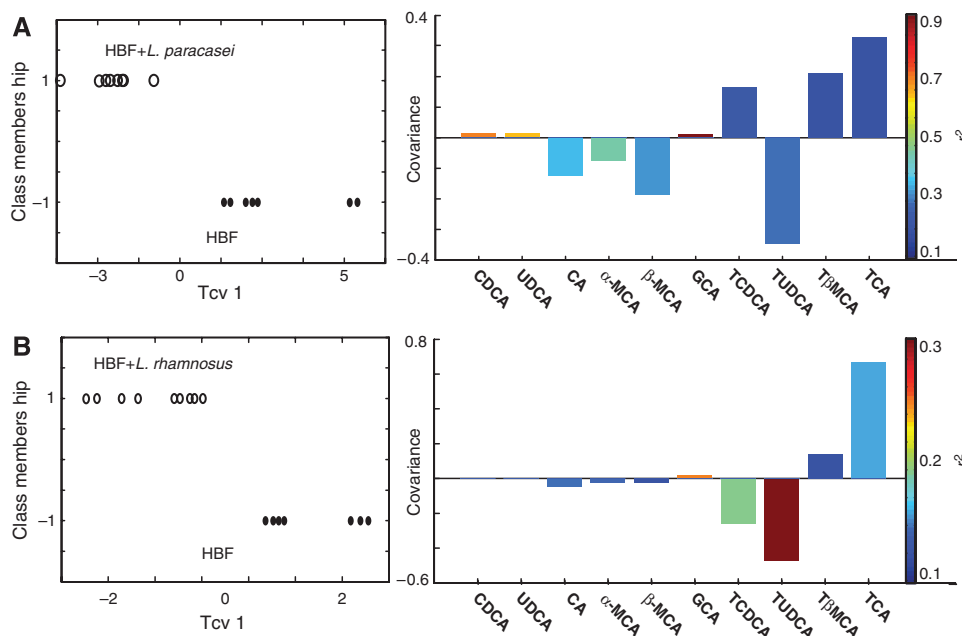 A
HBF+L. paracasei
Class members hip
1
−1
HBF
−3
0
5
Tcv 1
0.4
Covariance
−0.4
CDCA
UDCA
CA
α-MCA
β-MCA
GCA
TCDCA
TUDCA
TβMCA
TCA
0.9
0.7
0.5
0.3
0.1
r2
B
HBF+L. rhamnosus
Class members hip
1
−1
HBF
−2
0
2
Tcv 1
0.8
Covariance
−0.6
CDCA
UDCA
CA
α-MCA
β-MCA
GCA
TCDCA
TUDCA
TβMCA
TCA
0.3
0.2
0.1
r2